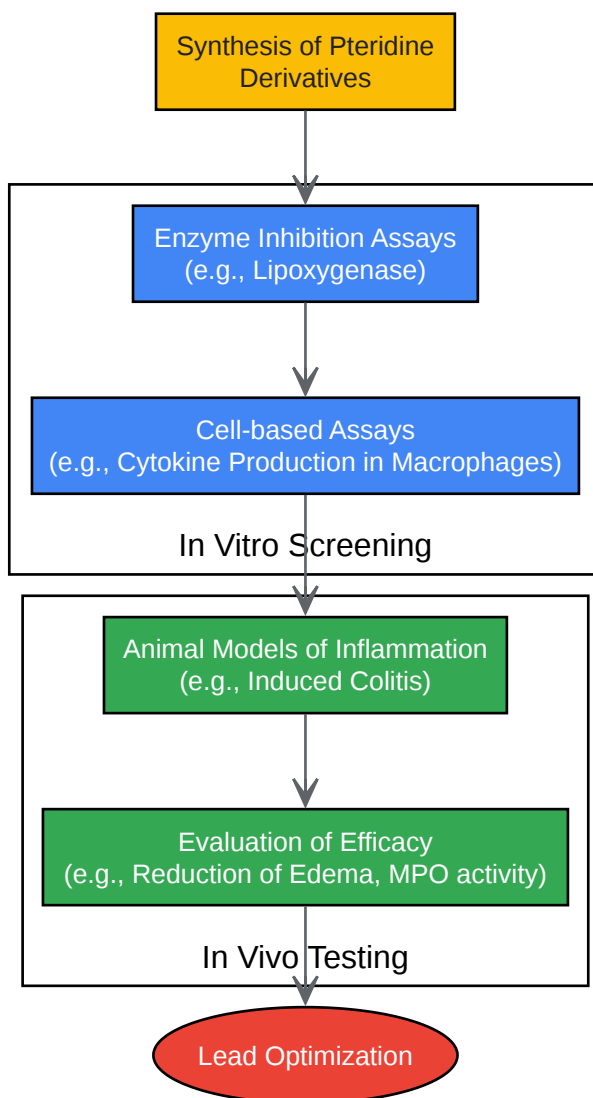 Synthesis of Pteridine
Derivatives
Enzyme Inhibition Assays
(e.g., Lipoxygenase)
Cell-based Assays
(e.g., Cytokine Production in Macrophages)
In Vitro Screening
Animal Models of Inflammation
(e.g., Induced Colitis)
Evaluation of Efficacy
(e.g., Reduction of Edema, MPO activity)
In Vivo Testing
Lead Optimization